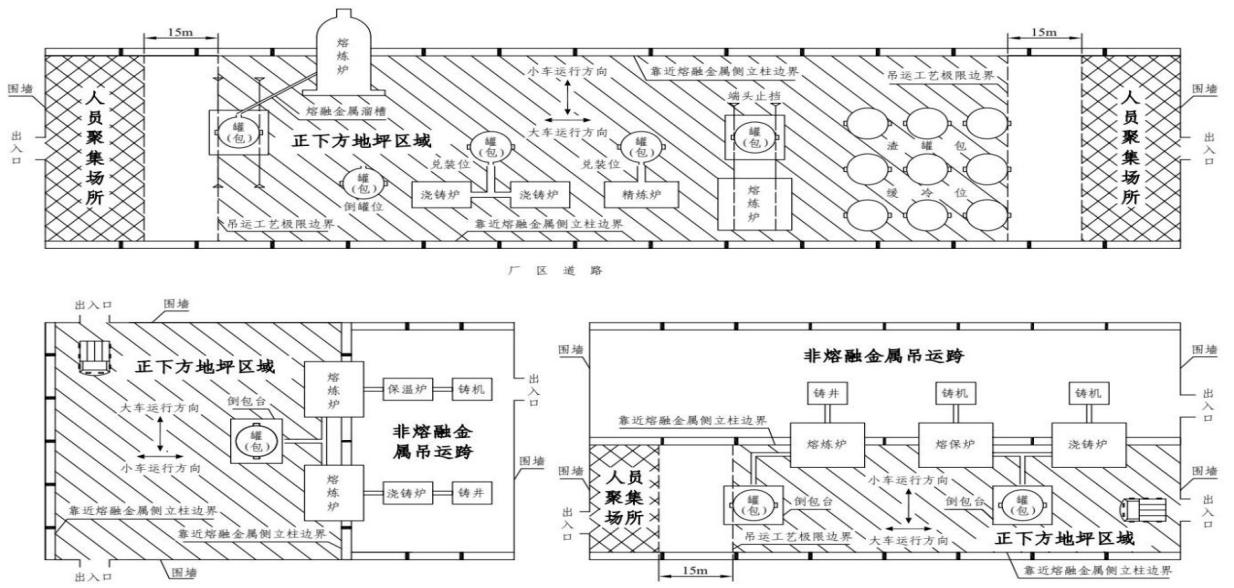 15m
15m
熔炼炉
小车运行方向
靠近熔融金属侧立柱边界
吊运工艺极限边界
围墙
人员聚集场所
出入口
熔融金属溜槽
大车运行方向
端头止挡
人员聚集场所
围墙
出入口
罐(包)
正下方地坪区域
罐(包)
兑装位
罐(包)
兑装位
罐(包)
渣罐包
罐(包)
倒罐位
浇铸炉
浇铸炉
精炼炉
熔炼炉
缓冷位
吊运工艺极限边界
靠近熔融金属侧立柱边界
厂区道路
出入口
围墙
正下方地坪区域
大车运行方向
小车运行方向
倒包台
罐(包)
熔炼炉
保温炉
铸机
非熔融金属吊运跨
出入口
围墙
熔炼炉
浇铸炉
铸井
靠近熔融金属侧立柱边界
靠近熔融金属侧立柱边界
出入口
围墙
非熔融金属吊运跨
围墙
围墙
出入口
铸井
铸机
铸机
靠近熔融金属侧立柱边界
熔炼炉
熔保炉
浇铸炉
围墙
人员聚集场所
出入口
围墙
出入口
罐(包)
倒包台
小车运行方向
大车运行方向
倒包台
罐(包)
吊运工艺极限边界
正下方地坪区域
15m
靠近熔融金属侧立柱边界